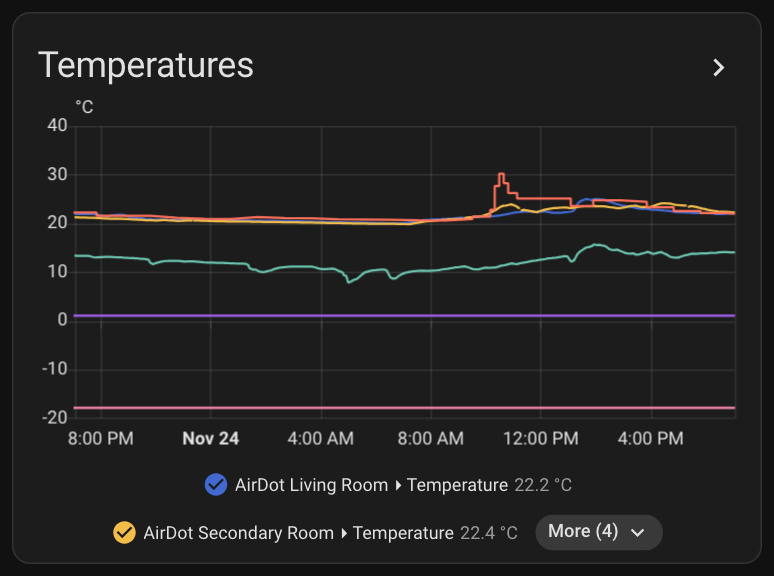 Temperatures
°C
40
30
20
10
0
-10
-20
8:00 PM Nov 24 4:00 AM 8:00 AM 12:00 PM 4:00 PM
AirDot Living Room Temperature 22.2 °C
AirDot Secondary Room Temperature 22.4 °C More (4)